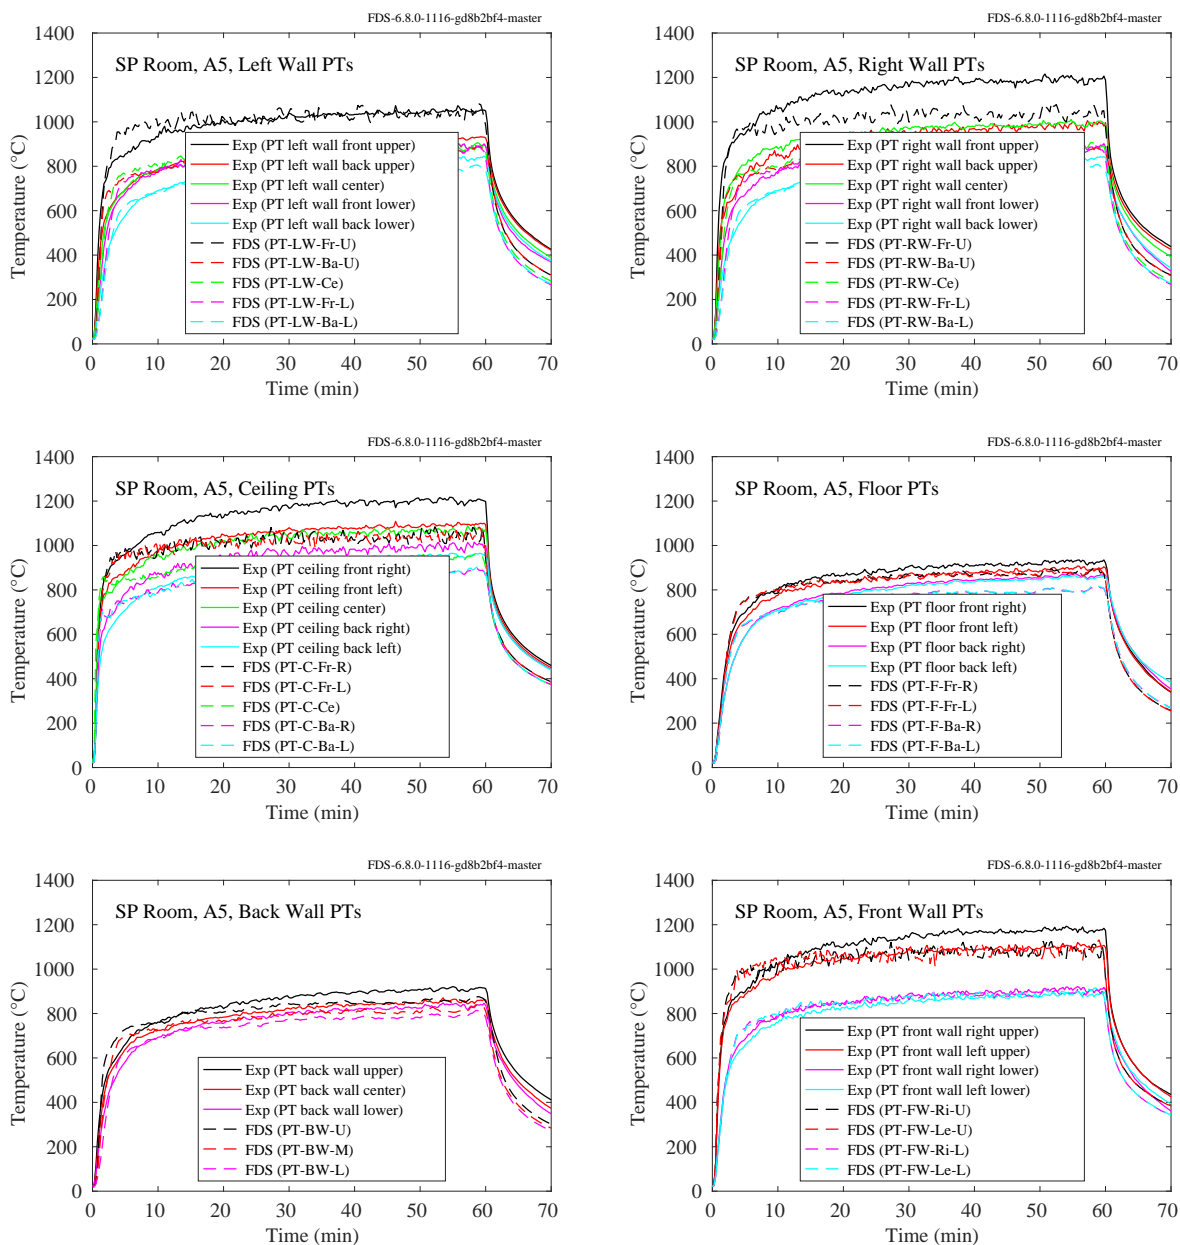 FDS-6.8.0-1116-gd8b2bf4-master
SP Room, A5, Left Wall PTs
Temperature (°C)
1400
1200
1000
800
600
400
200
0
Exp (PT left wall front upper)
Exp (PT left wall back upper)
Exp (PT left wall center)
Exp (PT left wall front lower)
Exp (PT left wall back lower)
FDS (PT-LW-Fr-U)
FDS (PT-LW-Ba-U)
FDS (PT-LW-Ce)
FDS (PT-LW-Fr-L)
FDS (PT-LW-Ba-L)
0 10 20 30 40 50 60 70
Time (min)
FDS-6.8.0-1116-gd8b2bf4-master
SP Room, A5, Right Wall PTs
Temperature (°C)
1400
1200
1000
800
600
400
200
0
Exp (PT right wall front upper)
Exp (PT right wall back upper)
Exp (PT right wall center)
Exp (PT right wall front lower)
Exp (PT right wall back lower)
FDS (PT-RW-Fr-U)
FDS (PT-RW-Ba-U)
FDS (PT-RW-Ce)
FDS (PT-RW-Fr-L)
FDS (PT-RW-Ba-L)
0 10 20 30 40 50 60 70
Time (min)
FDS-6.8.0-1116-gd8b2bf4-master
SP Room, A5, Ceiling PTs
Temperature (°C)
1400
1200
1000
800
600
400
200
0
Exp (PT ceiling front right)
Exp (PT ceiling front left)
Exp (PT ceiling center)
Exp (PT ceiling back right)
Exp (PT ceiling back left)
FDS (PT-C-Fr-R)
FDS (PT-C-Fr-L)
FDS (PT-C-Ce)
FDS (PT-C-Ba-R)
FDS (PT-C-Ba-L)
0 10 20 30 40 50 60 70
Time (min)
FDS-6.8.0-1116-gd8b2bf4-master
SP Room, A5, Floor PTs
Temperature (°C)
1400
1200
1000
800
600
400
200
0
Exp (PT floor front right)
Exp (PT floor front left)
Exp (PT floor back right)
Exp (PT floor back left)
FDS (PT-F-Fr-R)
FDS (PT-F-Fr-L)
FDS (PT-F-Ba-R)
FDS (PT-F-Ba-L)
0 10 20 30 40 50 60 70
Time (min)
FDS-6.8.0-1116-gd8b2bf4-master
SP Room, A5, Back Wall PTs
Temperature (°C)
1400
1200
1000
800
600
400
200
0
Exp (PT back wall upper)
Exp (PT back wall center)
Exp (PT back wall lower)
FDS (PT-BW-U)
FDS (PT-BW-M)
FDS (PT-BW-L)
0 10 20 30 40 50 60 70
Time (min)
FDS-6.8.0-1116-gd8b2bf4-master
SP Room, A5, Front Wall PTs
Temperature (°C)
1400
1200
1000
800
600
400
200
0
Exp (PT front wall right upper)
Exp (PT front wall left upper)
Exp (PT front wall right lower)
Exp (PT front wall left lower)
FDS (PT-FW-Ri-U)
FDS (PT-FW-Le-U)
FDS (PT-FW-Ri-L)
FDS (PT-FW-Le-L)
0 10 20 30 40 50 60 70
Time (min)